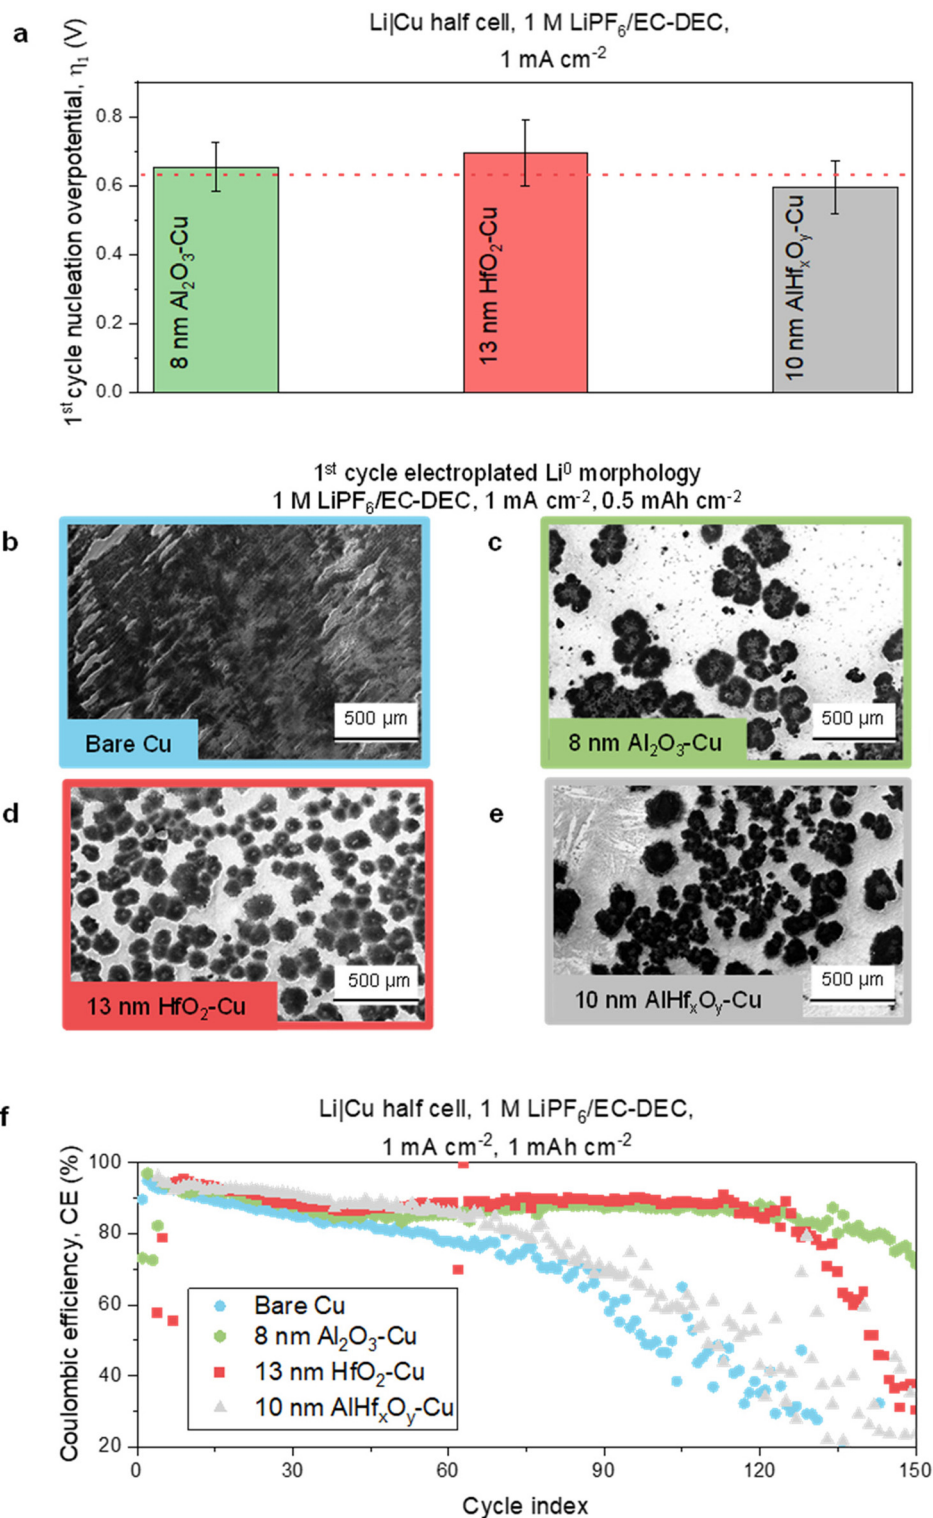 a
Li|Cu half cell, 1 M LiPF₆/EC-DEC,
1 mA cm⁻²
1ˢᵗ cycle nucleation overpotential, η₁ (V)
0.8
0.6
0.4
0.2
0.0
8 nm Al₂O₃-Cu
13 nm HfO₂-Cu
10 nm AlHfₓOᵧ-Cu
1ˢᵗ cycle electroplated Li⁰ morphology
1 M LiPF₆/EC-DEC, 1 mA cm⁻², 0.5 mAh cm⁻²
b
500 µm
Bare Cu
c
500 µm
8 nm Al₂O₃-Cu
d
500 µm
13 nm HfO₂-Cu
e
500 µm
10 nm AlHfₓOᵧ-Cu
f
Li|Cu half cell, 1 M LiPF₆/EC-DEC,
1 mA cm⁻², 1 mAh cm⁻²
Coulombic efficiency, CE (%)
100
80
60
40
20
Bare Cu
8 nm Al₂O₃-Cu
13 nm HfO₂-Cu
10 nm AlHfₓOᵧ-Cu
0 30 60 90 120 150
Cycle index